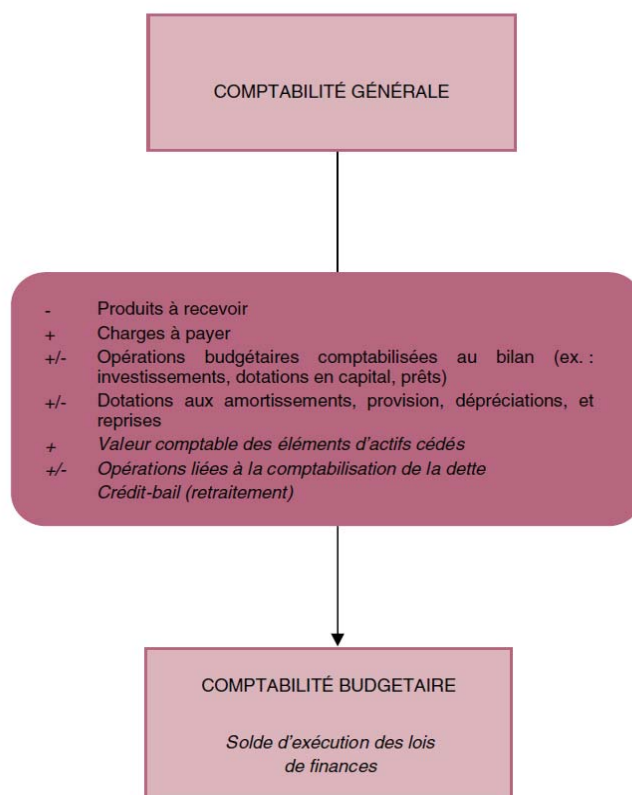 COMPTABILITÉ GÉNÉRALE
- Produits à recevoir
+ Charges à payer
+/- Opérations budgétaires comptabilisées au bilan (ex. :
investissements, dotations en capital, prêts)
+/- Dotations aux amortissements, provision, dépréciations, et
reprises
+ Valeur comptable des éléments d'actifs cédés
+/- Opérations liées à la comptabilisation de la dette
Crédit-bail (retraitement)
COMPTABILITÉ BUDGETAIRE
Solde d'exécution des lois
de finances